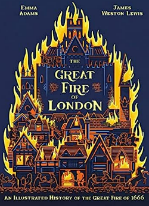 EMMA
ADAMS
JAMES
WESTON LEWIS
THE
GREAT
FIRE OF
LONDON
AN ILLUSTRATED HISTORY OF THE GREAT FIRE OF 1666